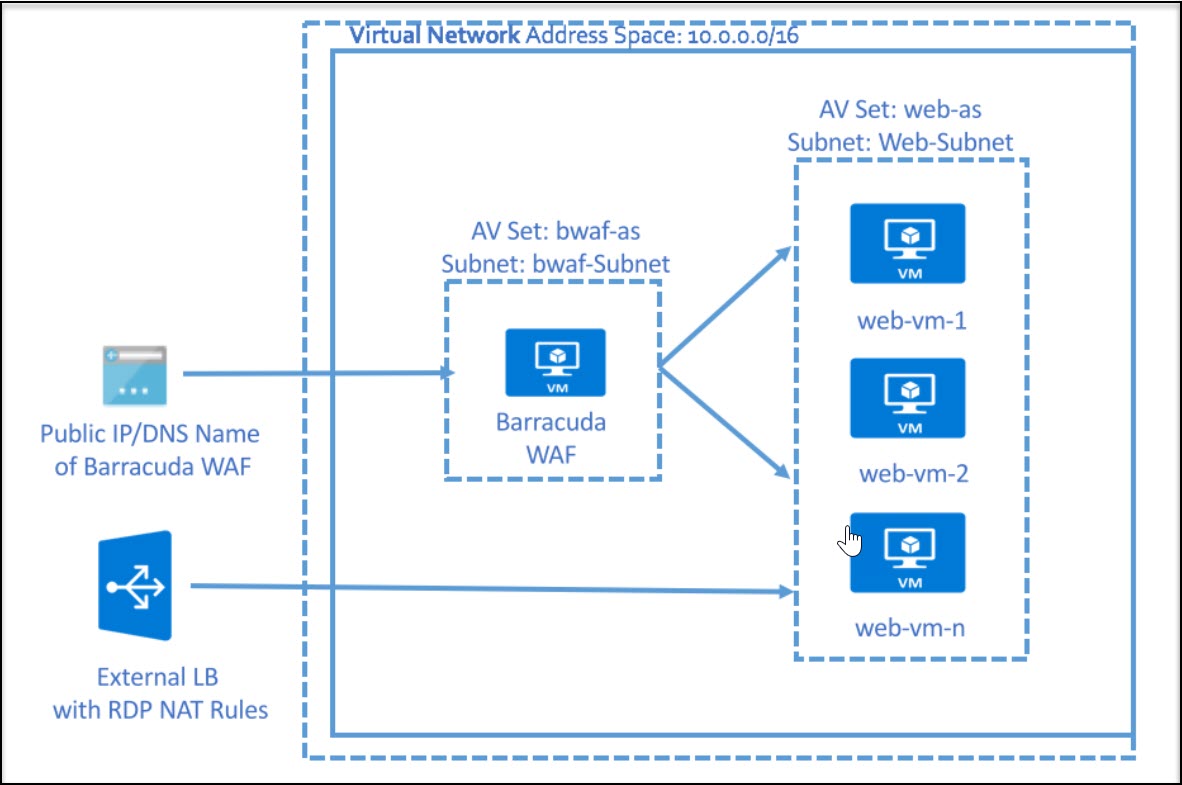 Virtual Network Address Space: 10.0.0.0/16
AV Set: web-as
Subnet: Web-Subnet
VM
web-vm-1
VM
web-vm-2
VM
web-vm-n
AV Set: bwaf-as
Subnet: bwaf-Subnet
VM
Barracuda
WAF
Public IP/DNS Name
of Barracuda WAF
External LB
with RDP NAT Rules